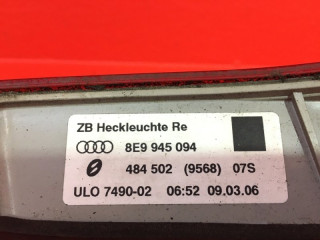 ZB Heckleuchte Re
8E9 945 094
484 502 (9568) 07S
ULO 7490-02 06:52 09.03.06